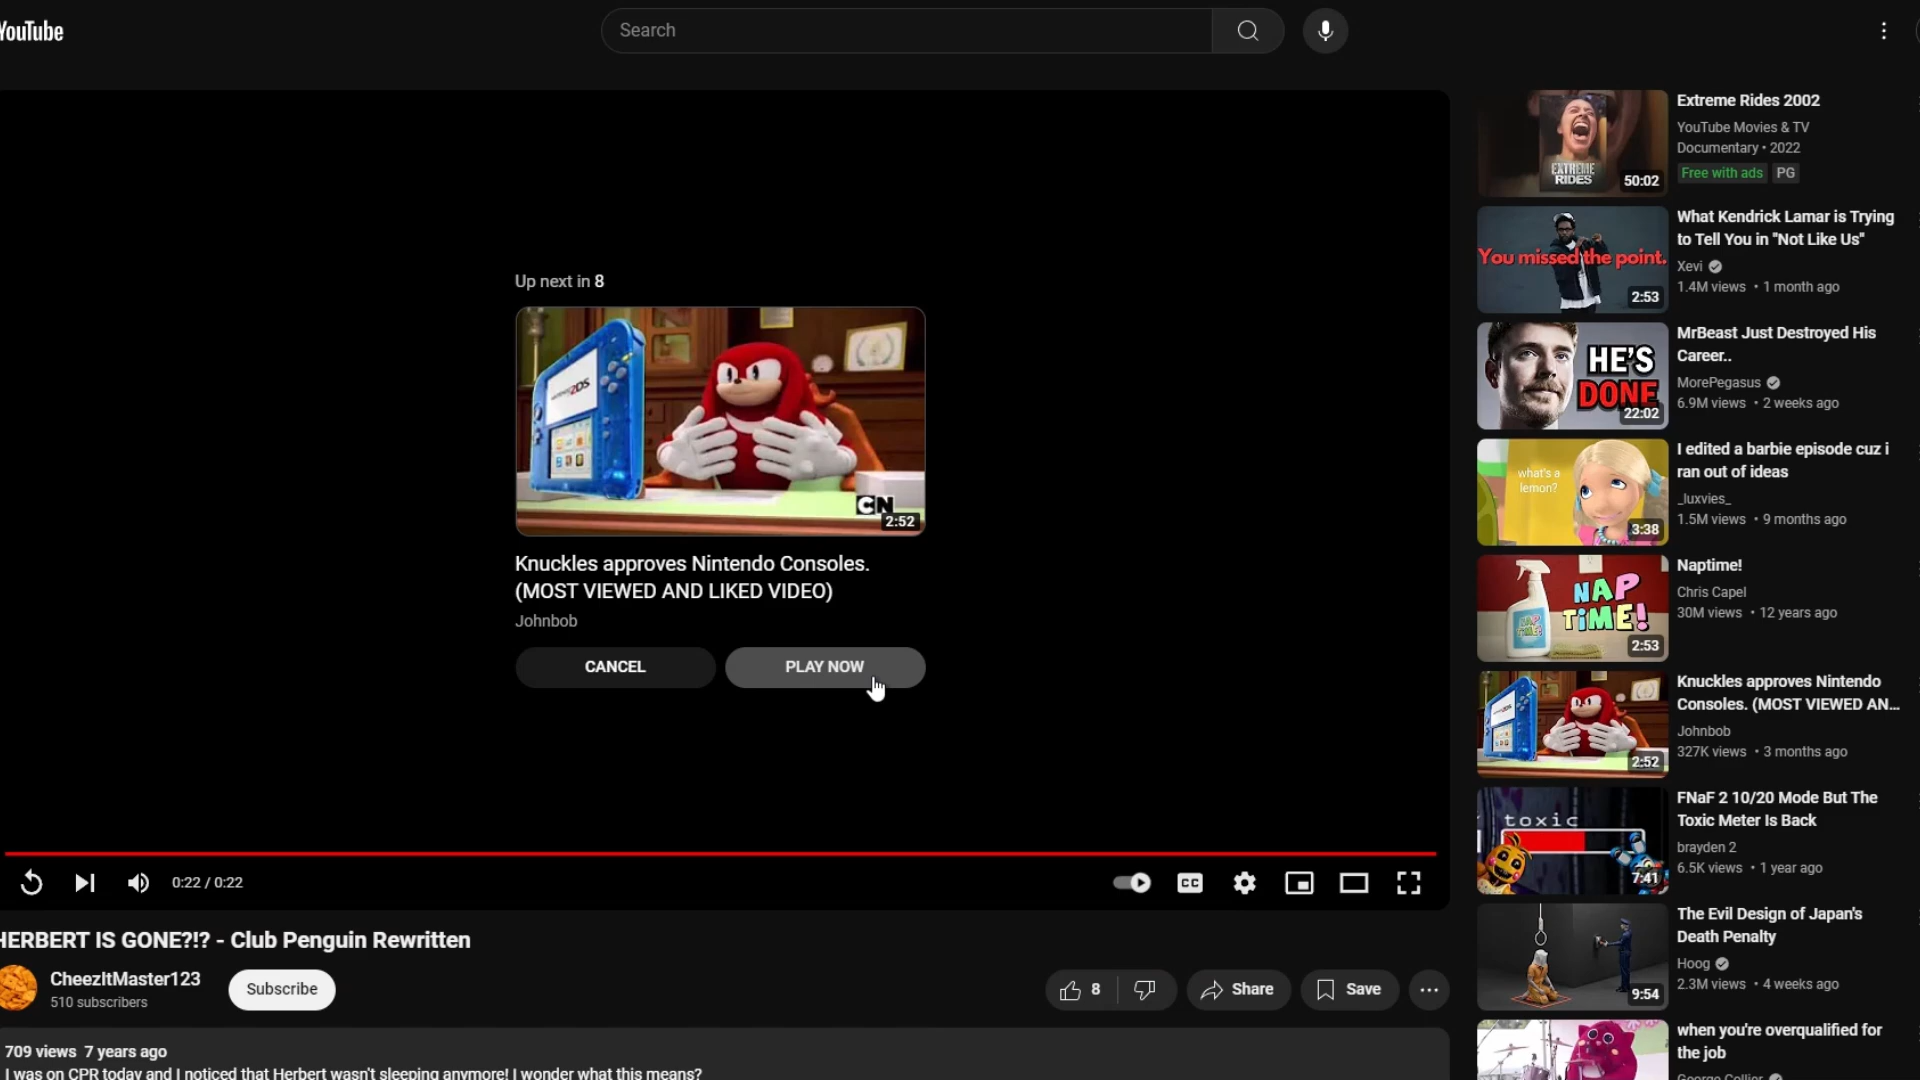 YouTube
Search
Up next in 8
NINTENDO 2DS
CN
2:52
Knuckles approves Nintendo Consoles.
(MOST VIEWED AND LIKED VIDEO)
Johnbob
CANCEL
PLAY NOW
0:22 / 0:22
CC
HERBERT IS GONE?!? - Club Penguin Rewritten
CheezItMaster123
510 subscribers
Subscribe
8
Share
Save
709 views 7 years ago
I was on CPR today and I noticed that Herbert wasn't sleeping anymore! I wonder what this means?
EXTREME
RIDES
50:02
Extreme Rides 2002
YouTube Movies & TV
Documentary • 2022
Free with ads PG
You missed the point.
2:53
What Kendrick Lamar is Trying
to Tell You in "Not Like Us"
Xevi
1.4M views • 1 month ago
HE'S
DONE
22:02
MrBeast Just Destroyed His
Career..
MorePegasus
6.9M views • 2 weeks ago
what's a
lemon?
3:38
I edited a barbie episode cuz i
ran out of ideas
_luxvies_
1.5M views • 9 months ago
NAP
TIME!
NAP
TIME!
2:53
Naptime!
Chris Capel
30M views • 12 years ago
2:52
Knuckles approves Nintendo
Consoles. (MOST VIEWED AN...
Johnbob
327K views • 3 months ago
toxic
7:41
FNaF 2 10/20 Mode But The
Toxic Meter Is Back
brayden 2
6.5K views • 1 year ago
9:54
The Evil Design of Japan's
Death Penalty
Hoog
2.3M views • 4 weeks ago
when you're overqualified for
the job
George Collier